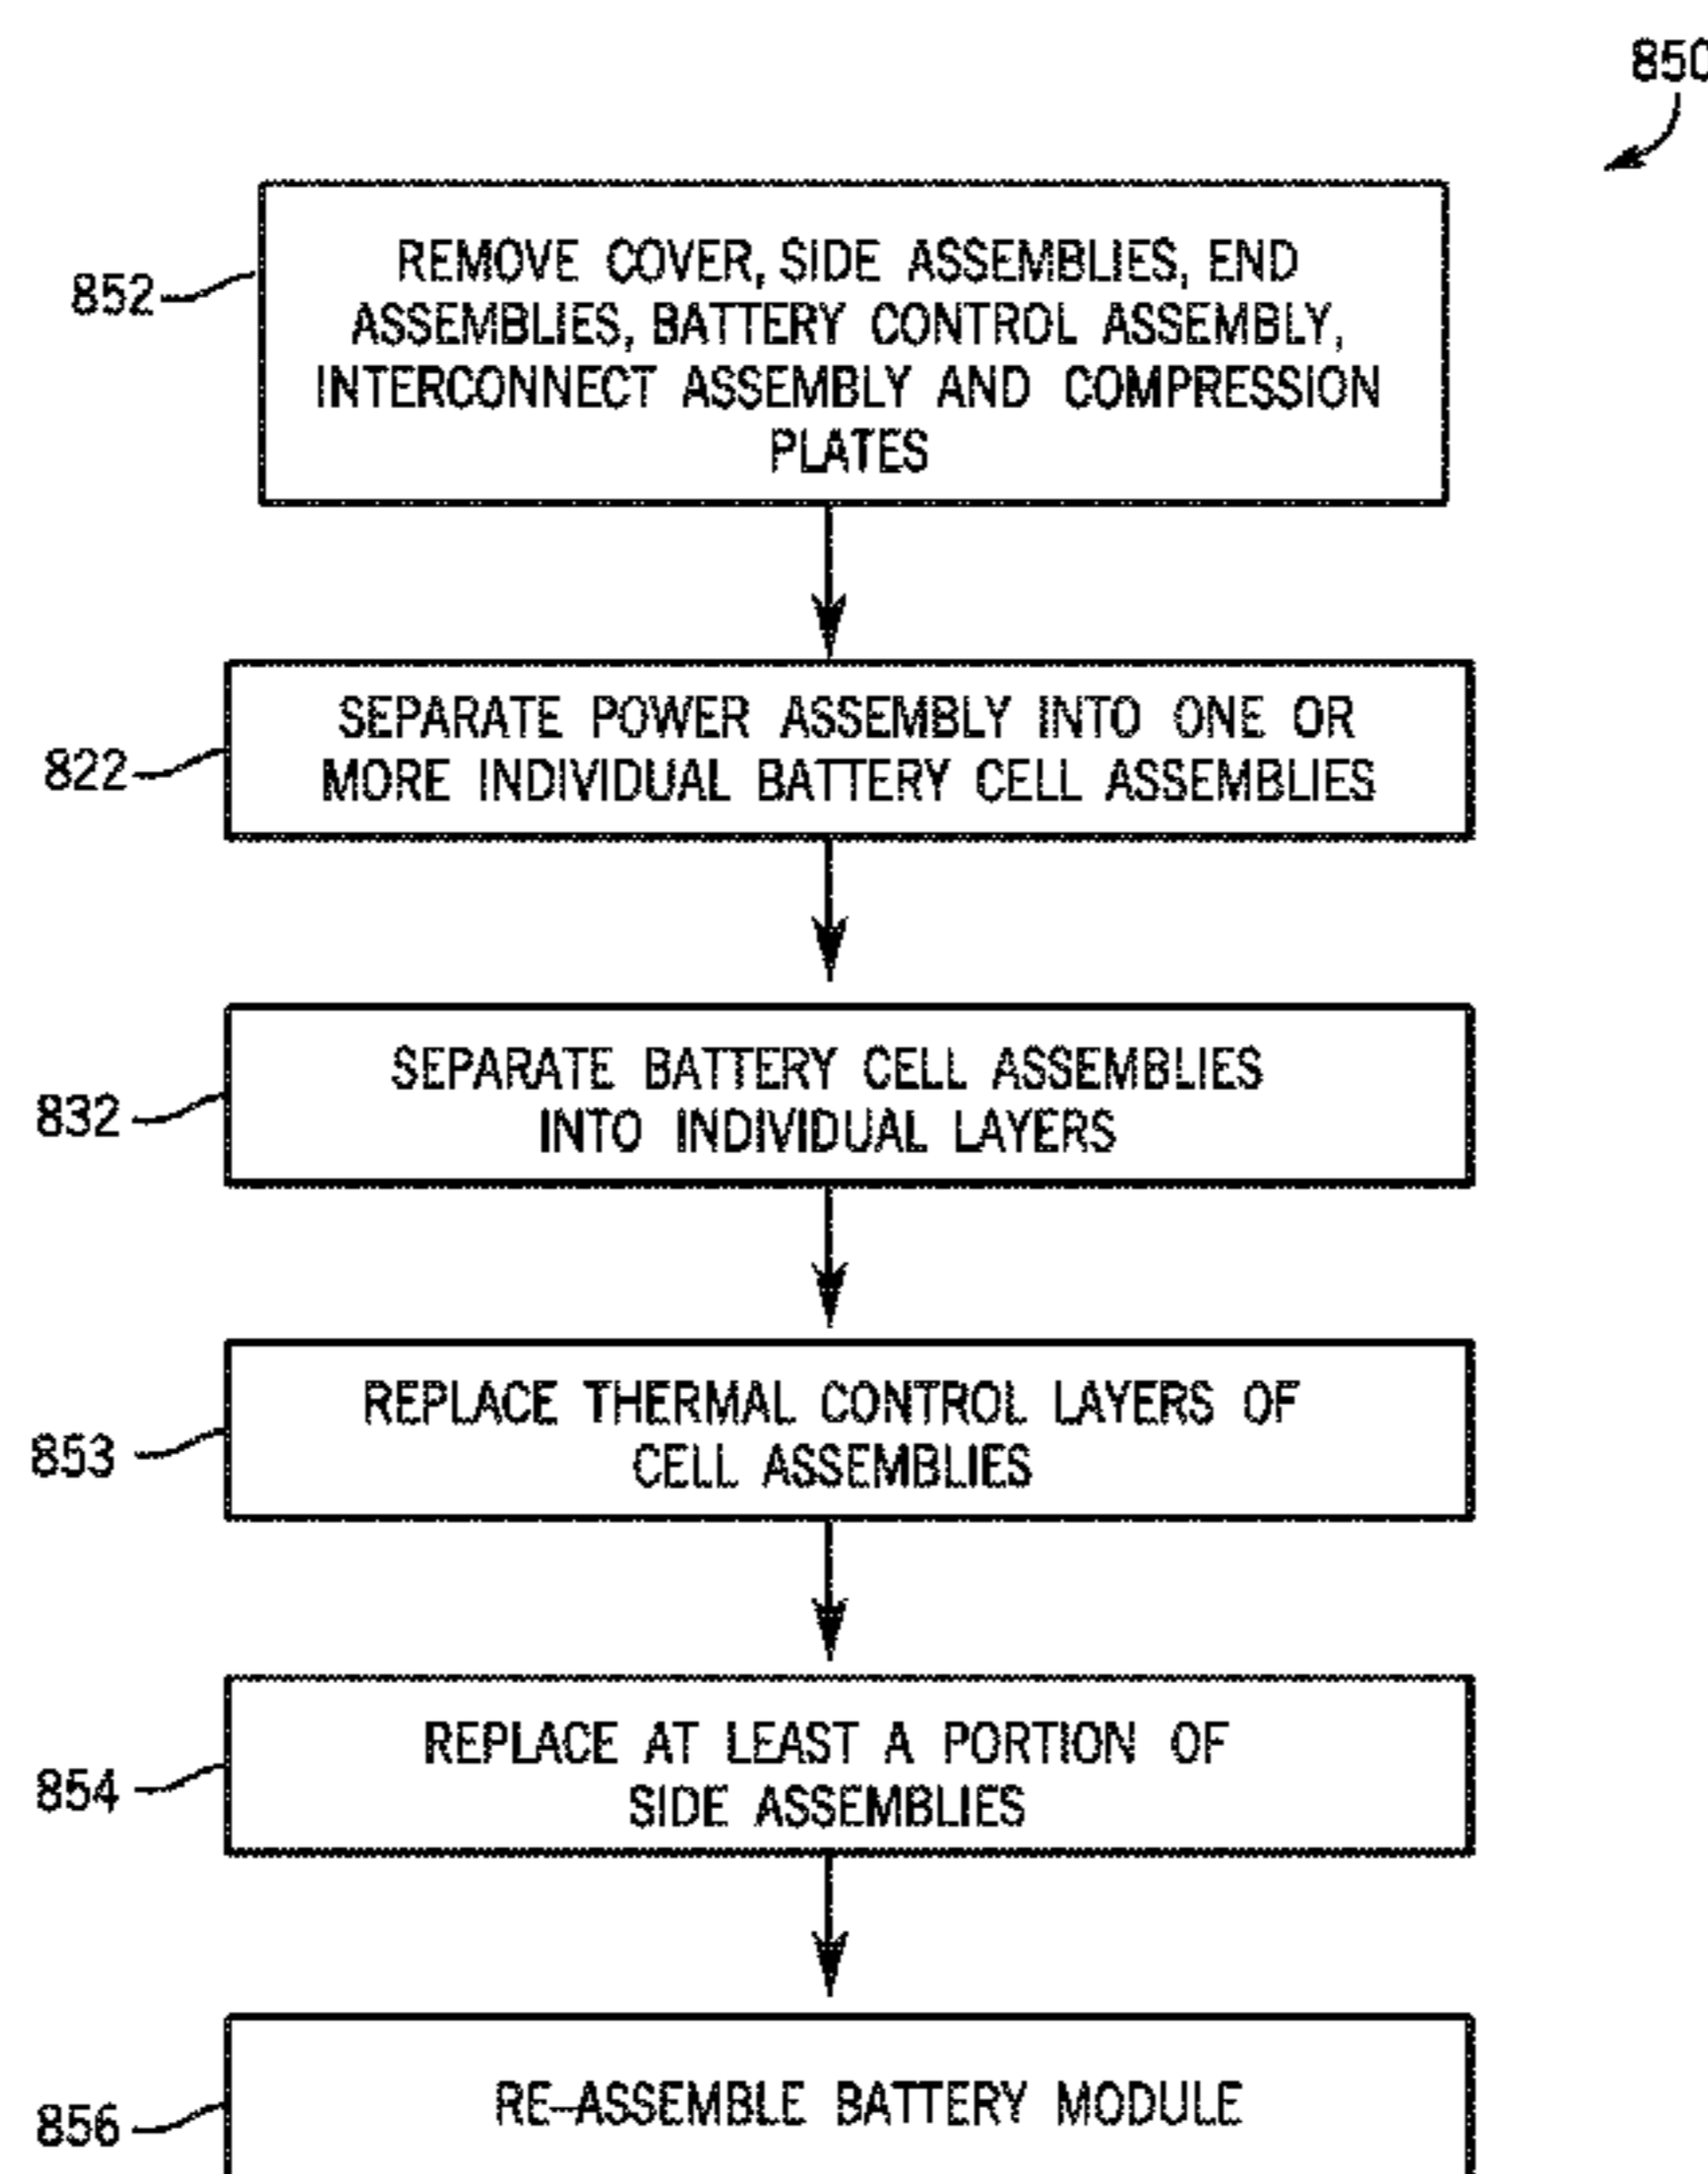 850
852
REMOVE COVER, SIDE ASSEMBLIES, END
ASSEMBLIES, BATTERY CONTROL ASSEMBLY,
INTERCONNECT ASSEMBLY AND COMPRESSION
PLATES
822
SEPARATE POWER ASSEMBLY INTO ONE OR
MORE INDIVIDUAL BATTERY CELL ASSEMBLIES
832
SEPARATE BATTERY CELL ASSEMBLIES
INTO INDIVIDUAL LAYERS
853
REPLACE THERMAL CONTROL LAYERS OF
CELL ASSEMBLIES
854
REPLACE AT LEAST A PORTION OF
SIDE ASSEMBLIES
856
RE-ASSEMBLE BATTERY MODULE